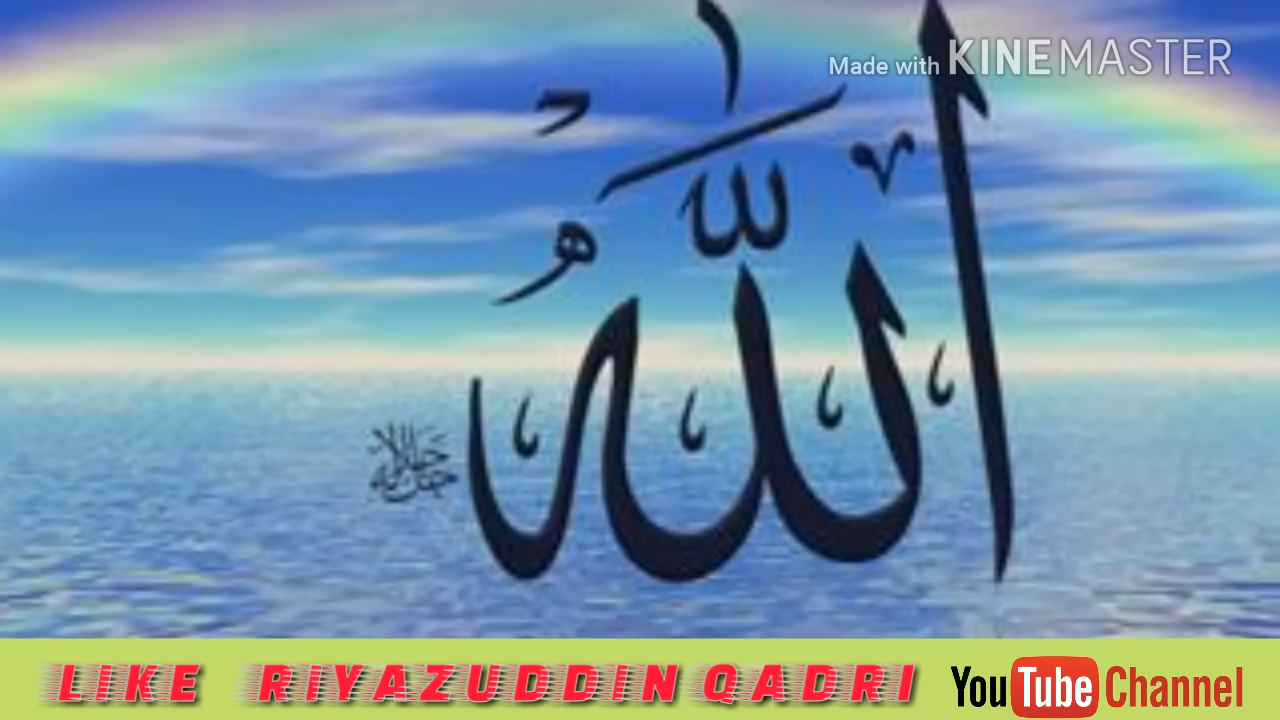 Made with KINEMASTER
الله
جل جلاله
LIKE RIYAZUDDIN QADRI YouTube Channel